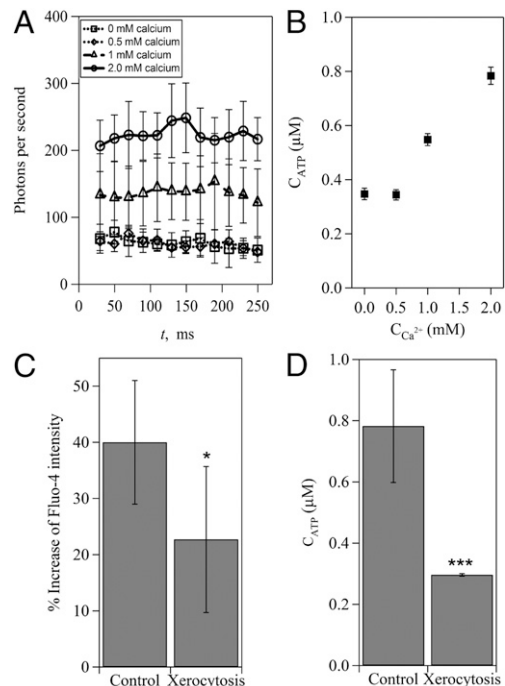 A
0 mM calcium
0.5 mM calcium
1 mM calcium
2.0 mM calcium
Photons per second
400
300
200
100
0
0
50
100
150
200
250
t, ms
B
C_ATP (µM)
1.0
0.8
0.6
0.4
0.2
0.0
0.0
0.5
1.0
1.5
2.0
C_Ca²⁺ (mM)
C
% Increase of Fluo-4 intensity
50
40
30
20
10
0
*
Control Xerocytosis
D
C_ATP (µM)
1.0
0.8
0.6
0.4
0.2
0.0
***
Control Xerocytosis